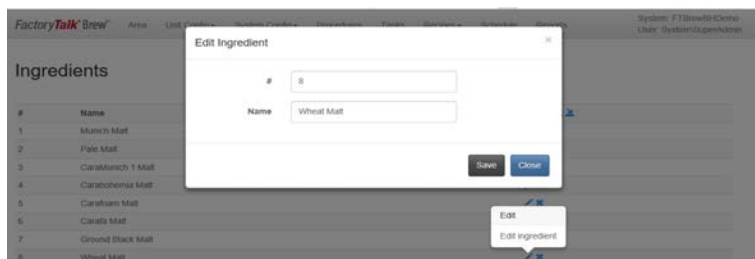 FactoryTalk® Brew™ Area Unit Config System Config Procedures Tasks Recipes Schedule Reports
System: FTBrewBHDemo
User: System\SuperAdmin
Edit Ingredient ×
# 8
Name Wheat Malt
Save Close
Ingredients
# Name
1 Munich Malt
2 Pale Malt
3 CaraMunich 1 Malt
4 Carabohemia Malt
5 Carafoam Malt
6 Carafa Malt
7 Ground Black Malt
8 Wheat Malt
Edit
Edit ingredient